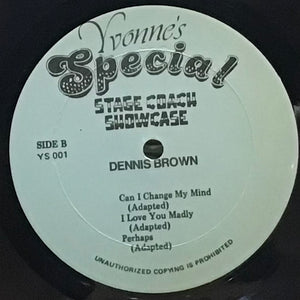 Yvonne's
Special
STAGE COACH
SHOWCASE
SIDE B
YS 001
DENNIS BROWN
Can I Change My Mind
(Adapted)
I Love You Madly
(Adapted)
Perhaps
(Adapted)
UNAUTHORIZED COPYING IS PROHIBITED